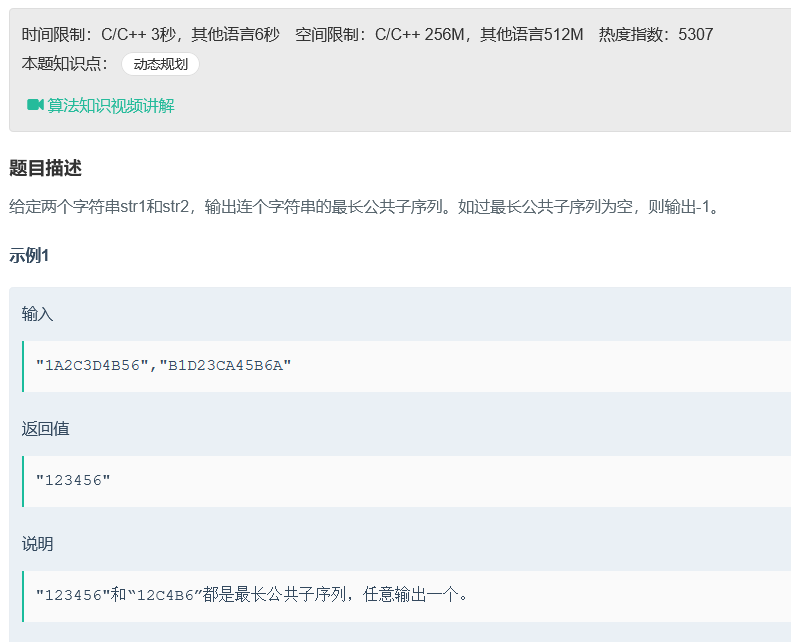 时间限制：C/C++ 3秒，其他语言6秒 空间限制：C/C++ 256M，其他语言512M 热度指数：5307
本题知识点： 动态规划
算法知识视频讲解
题目描述
给定两个字符串str1和str2，输出连个字符串的最长公共子序列。如过最长公共子序列为空，则输出-1。
示例1
输入
"1A2C3D4B56","B1D23CA45B6A"
返回值
"123456"
说明
"123456"和“12C4B6”都是最长公共子序列，任意输出一个。